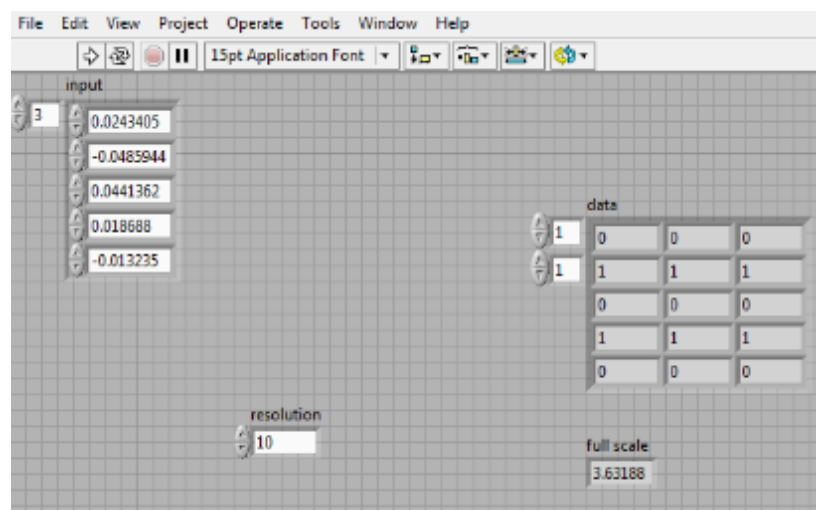 File Edit View Project Operate Tools Window Help
15pt Application Font
input
3
0.0243405
-0.0485944
0.0441362
0.018688
-0.013235
data
1
1
0 0 0
1 1 1
0 0 0
1 1 1
0 0 0
resolution
10
full scale
3.63188